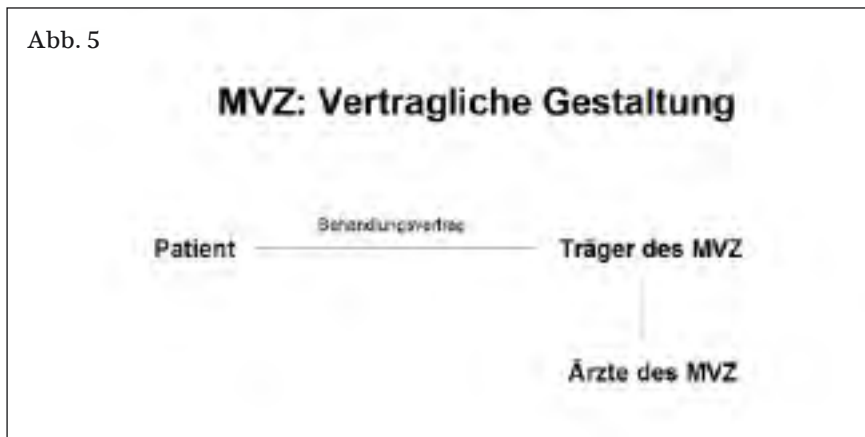 Abb. 5
MVZ: Vertragliche Gestaltung
Behandlungsvertrag
Patient
Träger des MVZ
Ärzte des MVZ